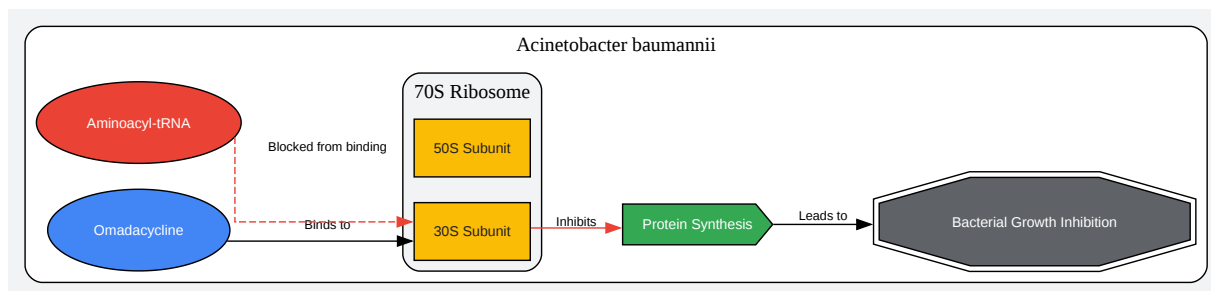 Acinetobacter baumannii
70S Ribosome
Aminoacyl-tRNA
Blocked from binding
50S Subunit
Omadacycline
Binds to
30S Subunit
Inhibits
Protein Synthesis
Leads to
Bacterial Growth Inhibition